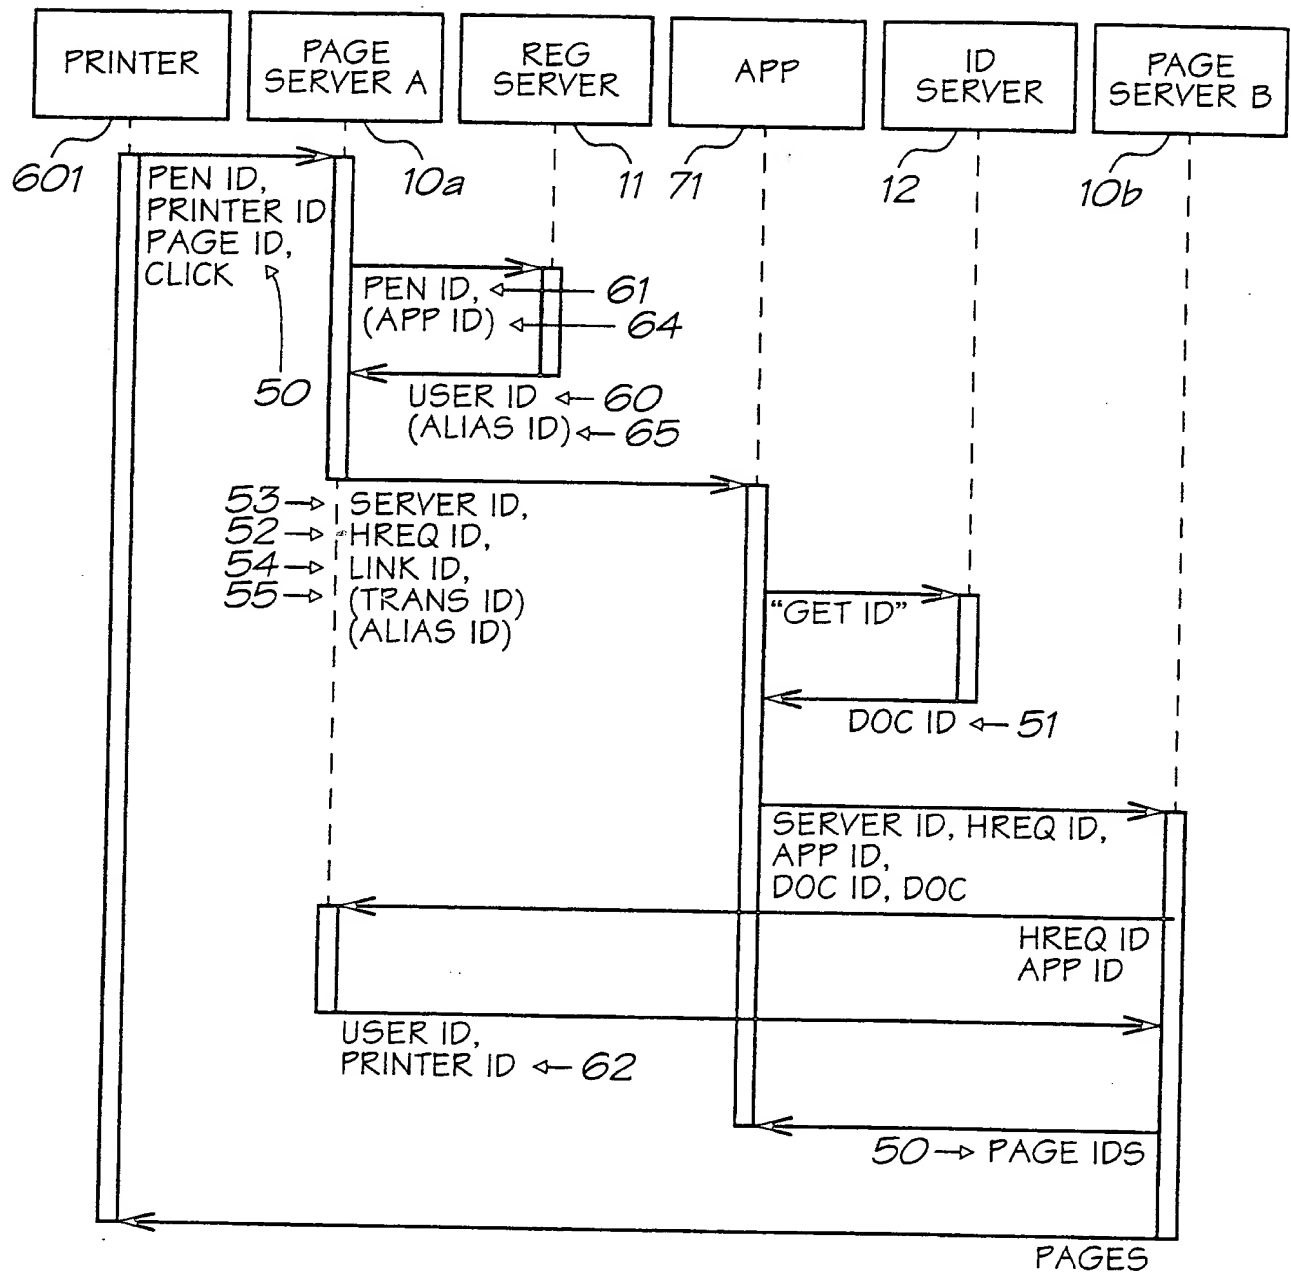 PRINTER
PAGE
SERVER A
REG
SERVER
APP
ID
SERVER
PAGE
SERVER B
601
10a
11
71
12
10b
PEN ID,
PRINTER ID
PAGE ID,
CLICK
50
PEN ID,
61
(APP ID)
64
USER ID
60
(ALIAS ID)
65
53 SERVER ID,
52 HREQ ID,
54 LINK ID,
55 (TRANS ID)
(ALIAS ID)
"GET ID"
DOC ID
51
SERVER ID, HREQ ID,
APP ID,
DOC ID, DOC
HREQ ID
APP ID
USER ID,
PRINTER ID
62
50 PAGE IDS
PAGES